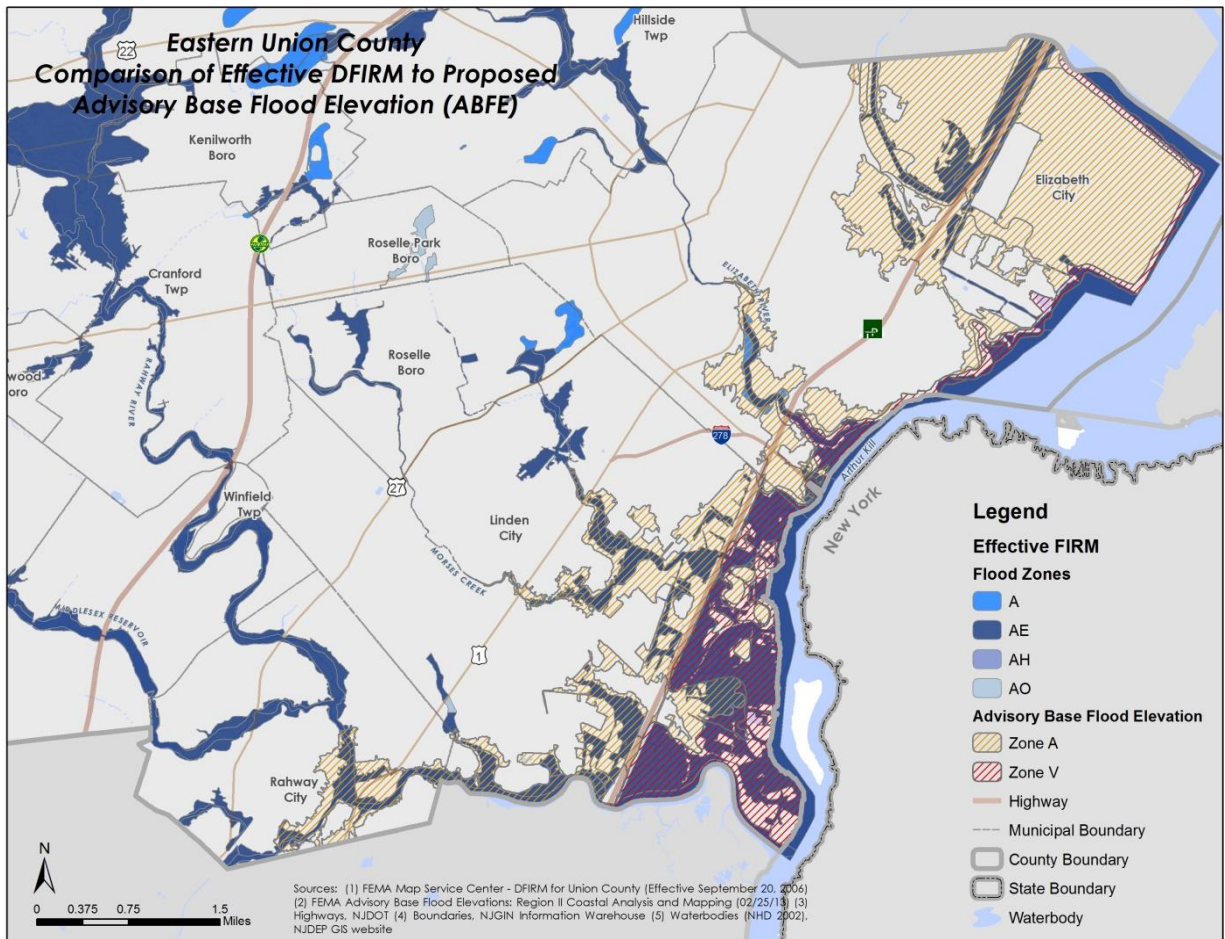 Eastern Union County
Comparison of Effective DFIRM to Proposed
Advisory Base Flood Elevation (ABFE)
22
Hillside
Twp
Kenilworth
Boro
Elizabeth
City
Roselle Park
Boro
Cranford
Twp
ELIZABETH RIVER
Roselle
Boro
wood
oro
RAHWAY RIVER
278
Arthur Kill
27
Winfield
Twp
Linden
City
New York
MORSES CREEK
MIDDLESEX RESERVOIR
1
Rahway
City
Legend
Effective FIRM
Flood Zones
A
AE
AH
AO
Advisory Base Flood Elevation
Zone A
Zone V
Highway
Municipal Boundary
County Boundary
State Boundary
Waterbody
N
0 0.375 0.75 1.5
Miles
Sources: (1) FEMA Map Service Center - DFIRM for Union County (Effective September 20, 2006)
(2) FEMA Advisory Base Flood Elevations: Region II Coastal Analysis and Mapping (02/25/13) (3)
Highways, NJDOT (4) Boundaries, NJGIN Information Warehouse (5) Waterbodies (NHD 2002),
NJDEP GIS website